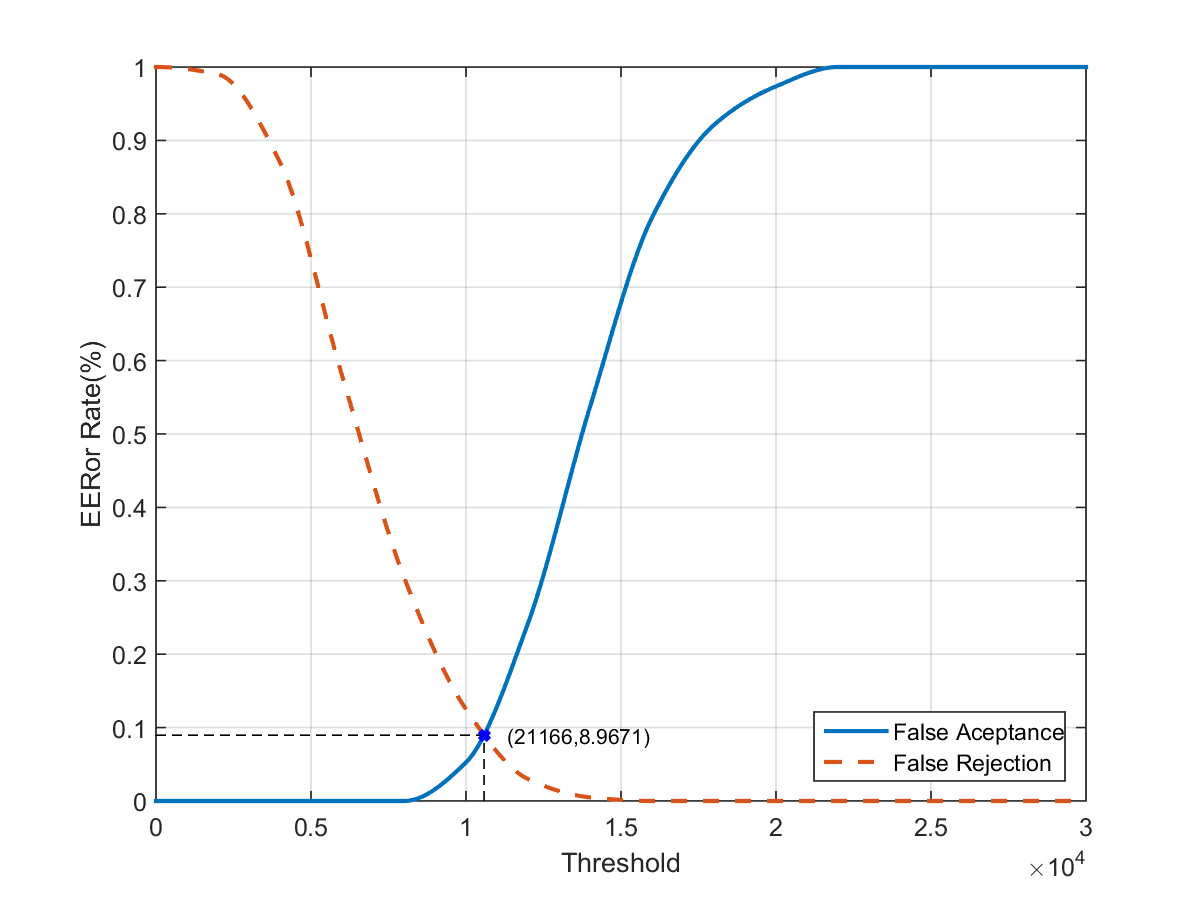 1
0.9
0.8
0.7
0.6
0.5
0.4
0.3
0.2
0.1
0
EERor Rate(%)
(21166,8.9671)
False Aceptance
False Rejection
0 0.5 1 1.5 2 2.5 3
Threshold
×10⁴